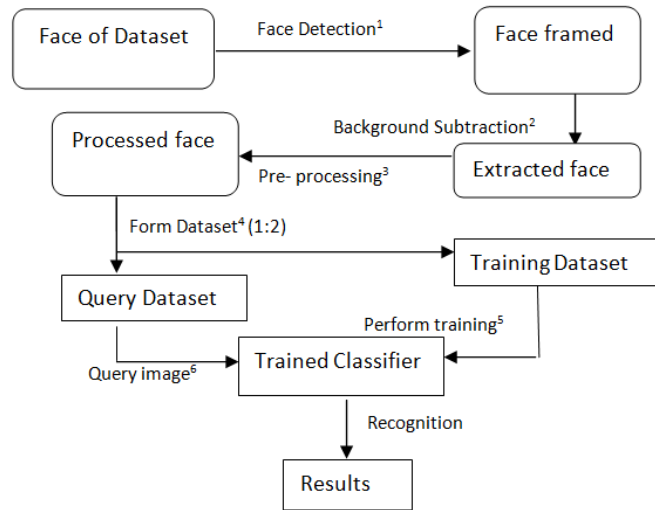 Face of Dataset
Face Detection¹
Face framed
Background Subtraction²
Processed face
Pre- processing³
Extracted face
Form Dataset⁴ (1:2)
Training Dataset
Query Dataset
Perform training⁵
Query image⁶
Trained Classifier
Recognition
Results